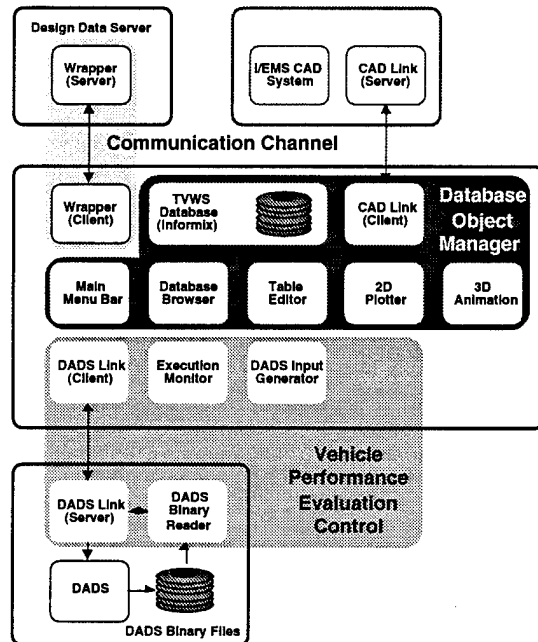 Design Data Server
Wrapper
(Server)
I/EMS CAD
System
CAD Link
(Server)
Communication Channel
Wrapper
(Client)
TVWS
Database
(Informix)
CAD Link
(Client)
Database
Object
Manager
Main
Menu Bar
Database
Browser
Table
Editor
2D
Plotter
3D
Animation
DADS Link
(Client)
Execution
Monitor
DADS Input
Generator
Vehicle
Performance
Evaluation
Control
DADS Link
(Server)
DADS
Binary
Reader
DADS
DADS Binary Files